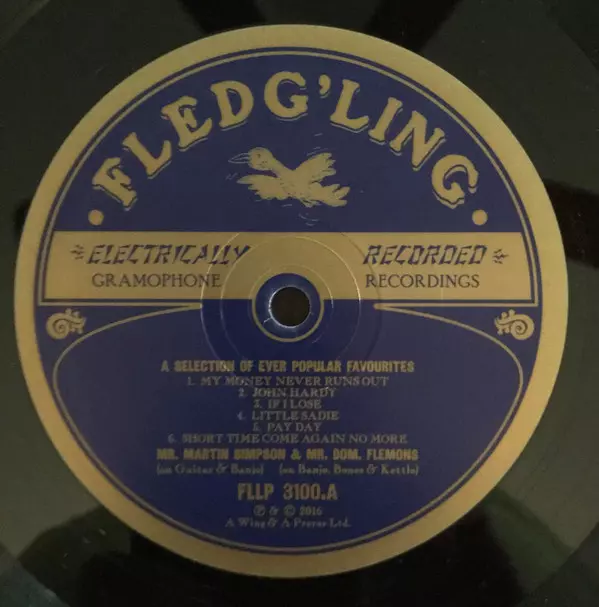 FLEDG'LING
ELECTRICALLY RECORDED
GRAMOPHONE RECORDINGS
A SELECTION OF EVER POPULAR FAVOURITES
1. MY MONEY NEVER RUNS OUT
2. JOHN HARDY
3. IF I LOSE
4. LITTLE SADIE
5. PAY DAY
6. SHORT TIME COME AGAIN NO MORE
MR. MARTIN SIMPSON & MR. DOM. FLEMONS
(on Guitar & Banjo) (on Banjo, Bones & Kettle)
FLLP 3100.A
℗ & © 2016
A Wing & A Prayer Ltd.